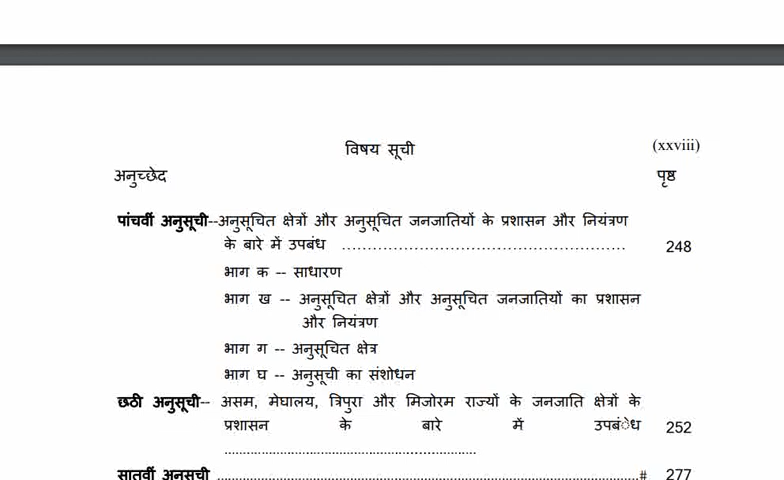 (xxviii)
विषय सूची
अनुच्छेद पृष्ठ
पांचवीं अनुसूची--अनुसूचित क्षेत्रों और अनुसूचित जनजातियों के प्रशासन और नियंत्रण
के बारे में उपबंध ...................................................... 248
भाग क -- साधारण
भाग ख -- अनुसूचित क्षेत्रों और अनुसूचित जनजातियों का प्रशासन
और नियंत्रण
भाग ग -- अनुसूचित क्षेत्र
भाग घ -- अनुसूची का संशोधन
छठी अनुसूची-- असम, मेघालय, त्रिपुरा और मिजोरम राज्यों के जनजाति क्षेत्रों के
प्रशासन के बारे में उपबंेध 252
....................................................................
सातवीं अनुसूची ....................................................................................................# 277